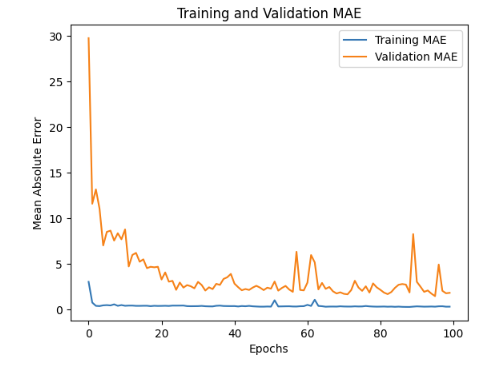 Training and Validation MAE
Training MAE
Validation MAE
30
25
20
15
10
5
0
Mean Absolute Error
0 20 40 60 80 100
Epochs